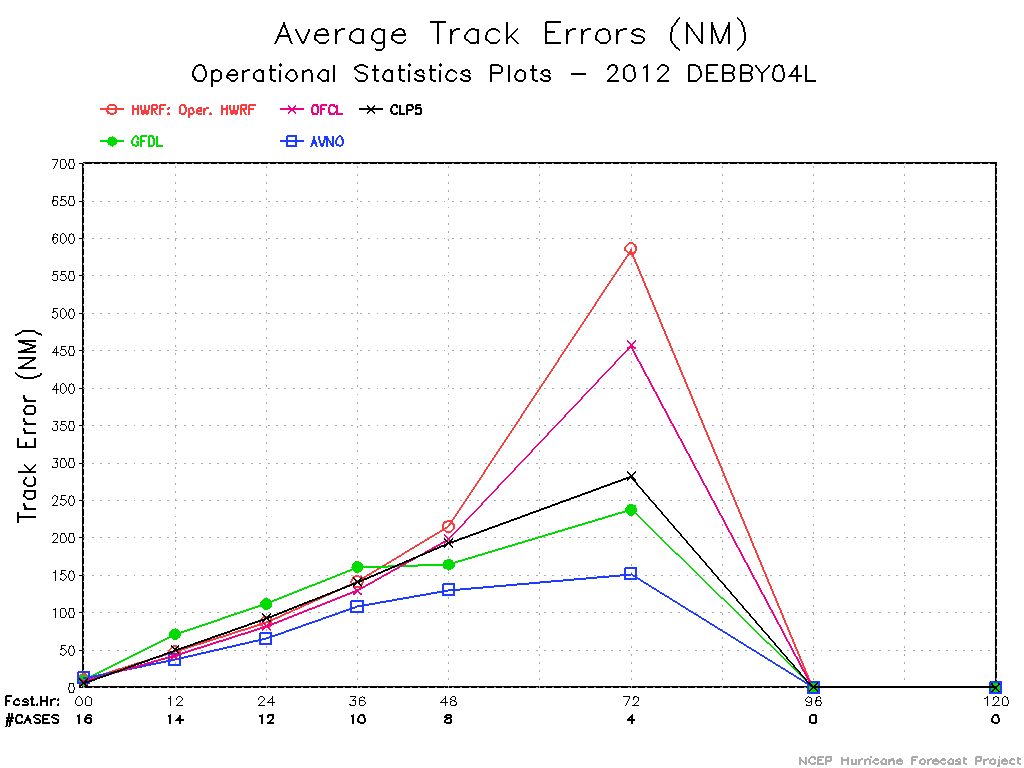 Average Track Errors (NM)
Operational Statistics Plots - 2012 DEBBY04L
HWRF: Oper. HWRF OFCL CLP5
GFDL AVNO
700
650
600
550
500
450
400
350
300
250
200
150
100
50
0
Track Error (NM)
Fcst.Hr: 00 12 24 36 48 72 96 120
#CASES 16 14 12 10 8 4 0 0
NCEP Hurricane Forecast Project